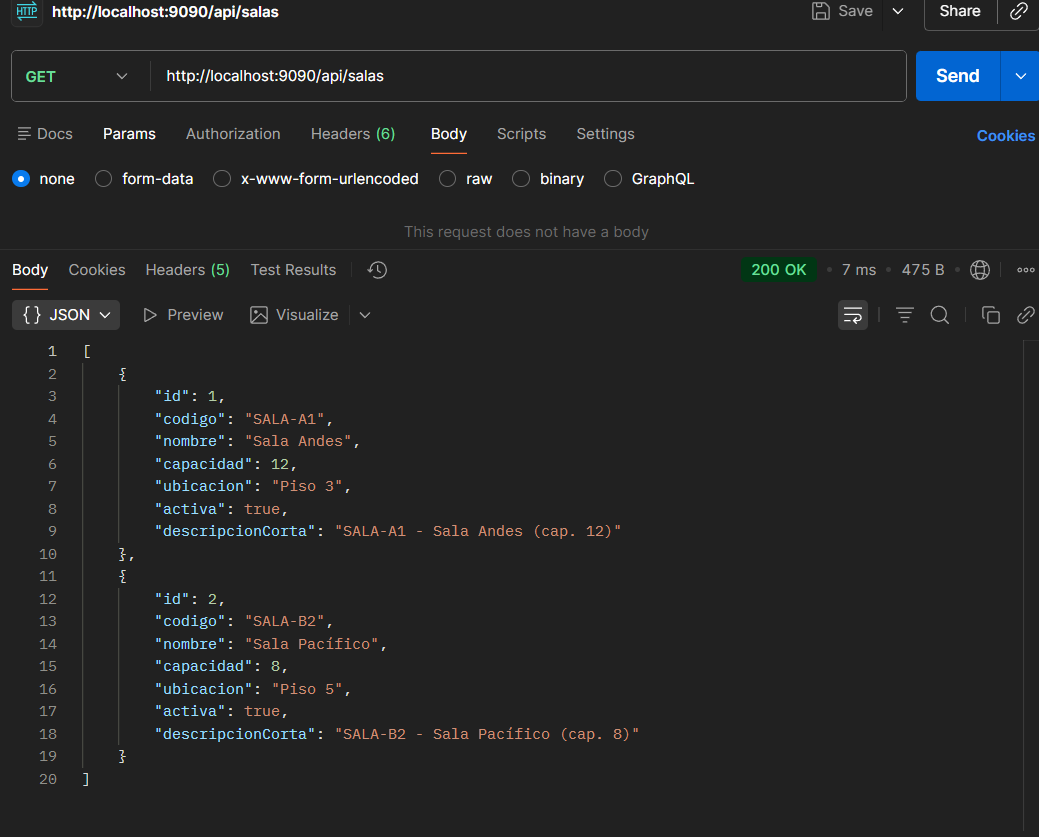 HTTP http://localhost:9090/api/salas Save Share
GET http://localhost:9090/api/salas Send
Docs Params Authorization Headers (6) Body Scripts Settings Cookies
none form-data x-www-form-urlencoded raw binary GraphQL
This request does not have a body
Body Cookies Headers (5) Test Results 200 OK • 7 ms • 475 B •
{} JSON Preview Visualize
1 [
2 {
3 "id": 1,
4 "codigo": "SALA-A1",
5 "nombre": "Sala Andes",
6 "capacidad": 12,
7 "ubicacion": "Piso 3",
8 "activa": true,
9 "descripcionCorta": "SALA-A1 - Sala Andes (cap. 12)"
10 },
11 {
12 "id": 2,
13 "codigo": "SALA-B2",
14 "nombre": "Sala Pacífico",
15 "capacidad": 8,
16 "ubicacion": "Piso 5",
17 "activa": true,
18 "descripcionCorta": "SALA-B2 - Sala Pacífico (cap. 8)"
19 }
20 ]